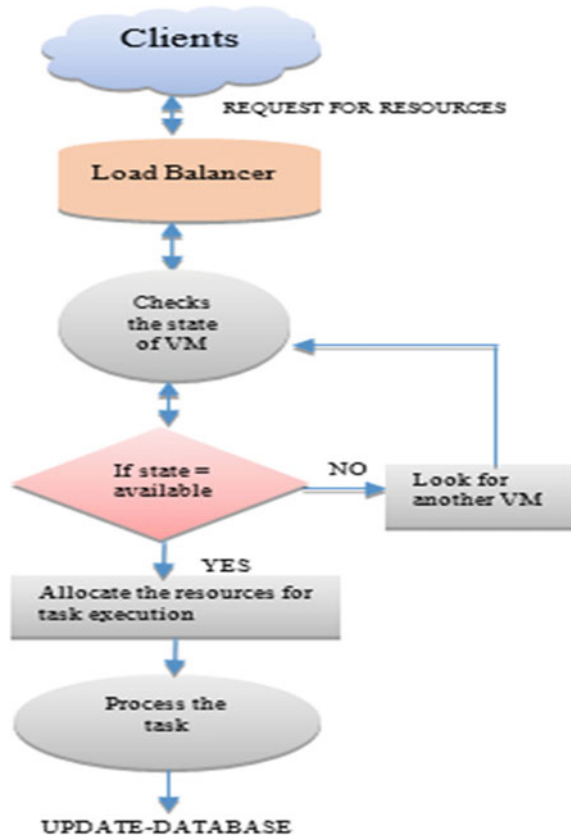 Clients
REQUEST FOR RESOURCES
Load Balancer
Checks
the state
of VM
If state =
available
NO
Look for
another VM
YES
Allocate the resources for
task execution
Process the
task
UPDATE-DATABASE